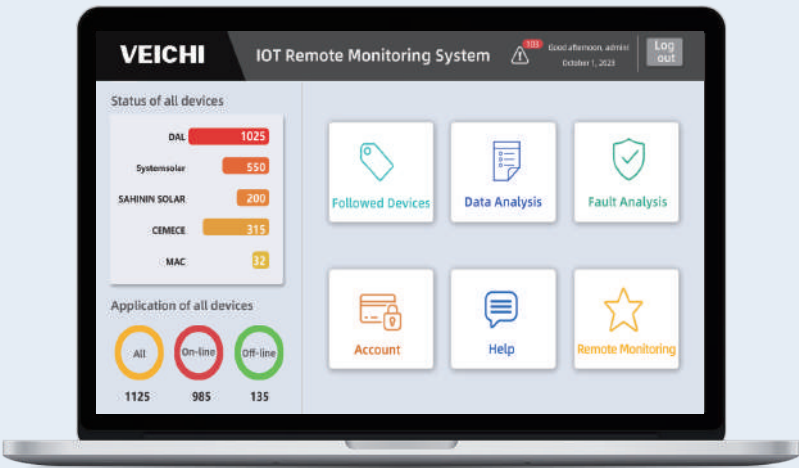 VEICHI
IOT Remote Monitoring System
103
Good afternoon, admin!
October 1, 2023
Log
out
Status of all devices
DAL 1025
Systemsolar 550
SAHININ SOLAR 200
CEMECE 315
MAC 32
Application of all devices
All On-line Off-line
1125 985 135
Followed Devices Data Analysis Fault Analysis
Account Help Remote Monitoring